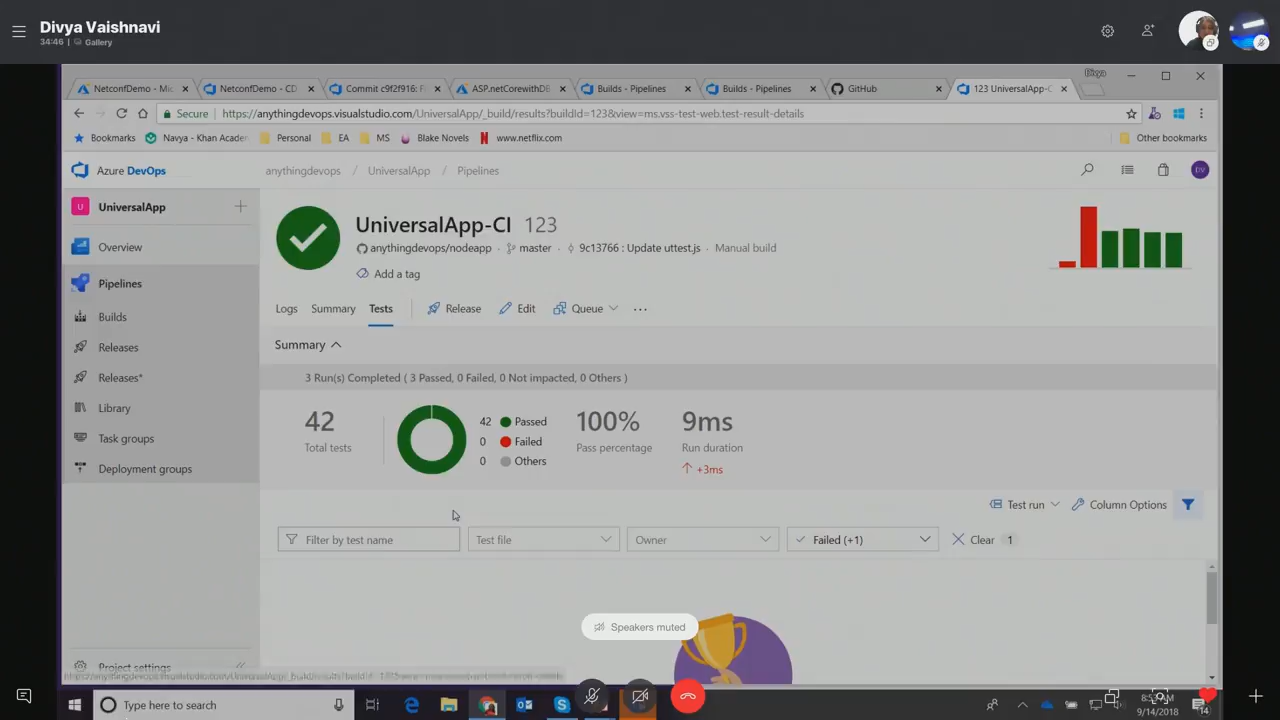 Divya Vaishnavi
34:46 | Gallery
Divya
NetconfDemo - Mic
NetconfDemo - CD
Commit c9f2f916: F
ASP.netCorewithDB
Builds - Pipelines
Builds - Pipelines
GitHub
123 UniversalApp-C
Secure
https://anythingdevops.visualstudio.com/UniversalApp/_build/results?buildId=123&view=ms.vss-test-web.test-result-details
Bookmarks
Navya - Khan Acaden
Personal
EA
MS
Blake Novels
www.netflix.com
Other bookmarks
Azure DevOps
anythingdevops / UniversalApp / Pipelines
DV
U UniversalApp
Overview
Pipelines
Builds
Releases
Releases*
Library
Task groups
Deployment groups
Project settings
UniversalApp-CI 123
anythingdevops/nodeapp master 9c13766 : Update uttest.js Manual build
Add a tag
Logs Summary Tests Release Edit Queue ...
Summary
3 Run(s) Completed ( 3 Passed, 0 Failed, 0 Not impacted, 0 Others )
42
Total tests
42 Passed
0 Failed
0 Others
100%
Pass percentage
9ms
Run duration
+3ms
Test run Column Options
Filter by test name Test file Owner Failed (+1) Clear 1
Speakers muted
Type here to search
9/14/2018
14